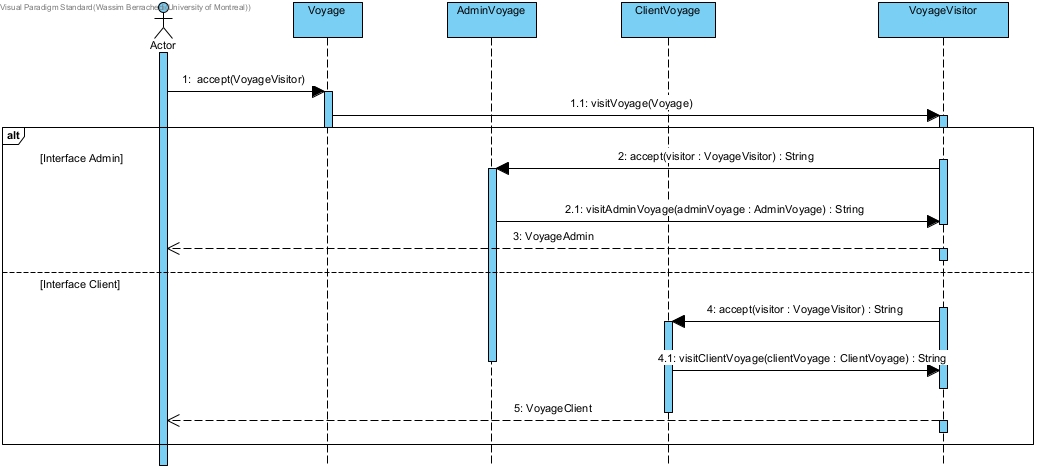 Visual Paradigm Standard(Wassim Berrached(University of Montreal))
Voyage
AdminVoyage
ClientVoyage
VoyageVisitor
Actor
1: accept(VoyageVisitor)
1.1: visitVoyage(Voyage)
alt
[Interface Admin]
2: accept(visitor : VoyageVisitor) : String
2.1: visitAdminVoyage(adminVoyage : AdminVoyage) : String
3: VoyageAdmin
[Interface Client]
4: accept(visitor : VoyageVisitor) : String
4.1: visitClientVoyage(clientVoyage : ClientVoyage) : String
5: VoyageClient